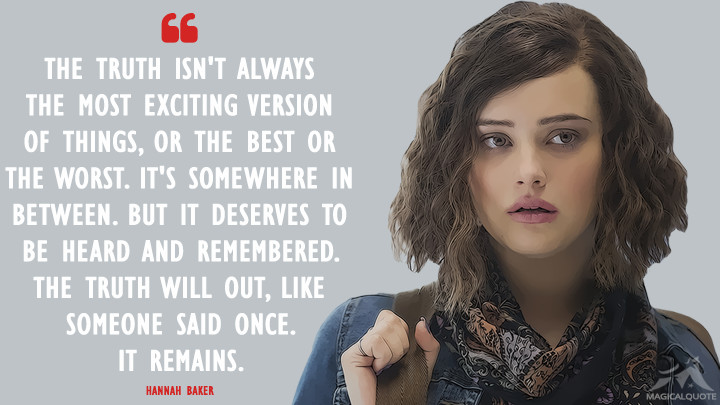 ❝
THE TRUTH ISN'T ALWAYS
THE MOST EXCITING VERSION
OF THINGS, OR THE BEST OR
THE WORST. IT'S SOMEWHERE IN
BETWEEN. BUT IT DESERVES TO
BE HEARD AND REMEMBERED.
THE TRUTH WILL OUT, LIKE
SOMEONE SAID ONCE.
IT REMAINS.
HANNAH BAKER
MAGICALQUOTE